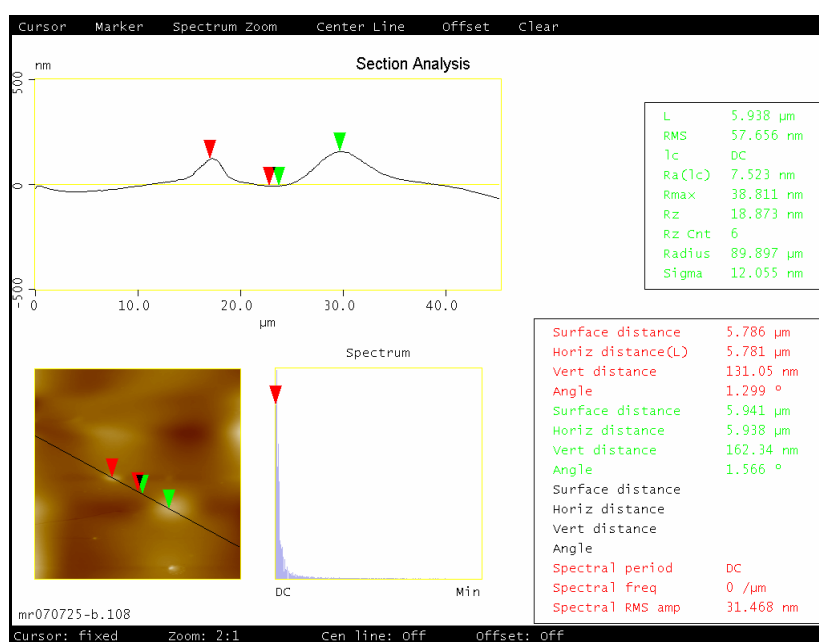 Cursor Marker Spectrum Zoom Center Line Offset Clear
Section Analysis
nm
500
0
-500
0 10.0 20.0 30.0 40.0
µm
L 5.938 µm
RMS 57.656 nm
lc DC
Ra(lc) 7.523 nm
Rmax 38.811 nm
Rz 18.873 nm
Rz Cnt 6
Radius 89.897 µm
Sigma 12.055 nm
Surface distance 5.786 µm
Horiz distance(L) 5.781 µm
Vert distance 131.05 nm
Angle 1.299 º
Surface distance 5.941 µm
Horiz distance 5.938 µm
Vert distance 162.34 nm
Angle 1.566 º
Surface distance
Horiz distance
Vert distance
Angle
Spectral period DC
Spectral freq 0 /µm
Spectral RMS amp 31.468 nm
Spectrum
DC Min
mr070725-b.108
Cursor: fixed Zoom: 2:1 Cen line: Off Offset: Off